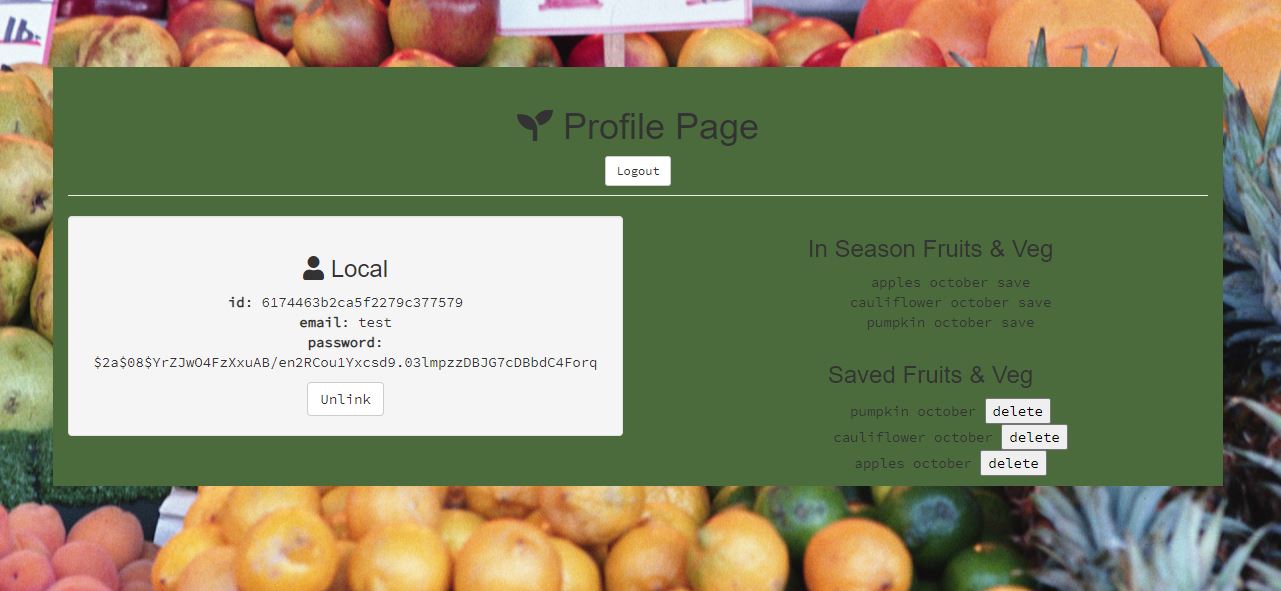 lb.
Profile Page
Logout
Local
id: 6174463b2ca5f2279c377579
email: test
password:
$2a$08$YrZJwO4FzXxuAB/en2RCou1Yxcsd9.03lmpzzDBJG7cDBbdC4Forq
Unlink
In Season Fruits & Veg
apples october save
cauliflower october save
pumpkin october save
Saved Fruits & Veg
pumpkin october delete
cauliflower october delete
apples october delete